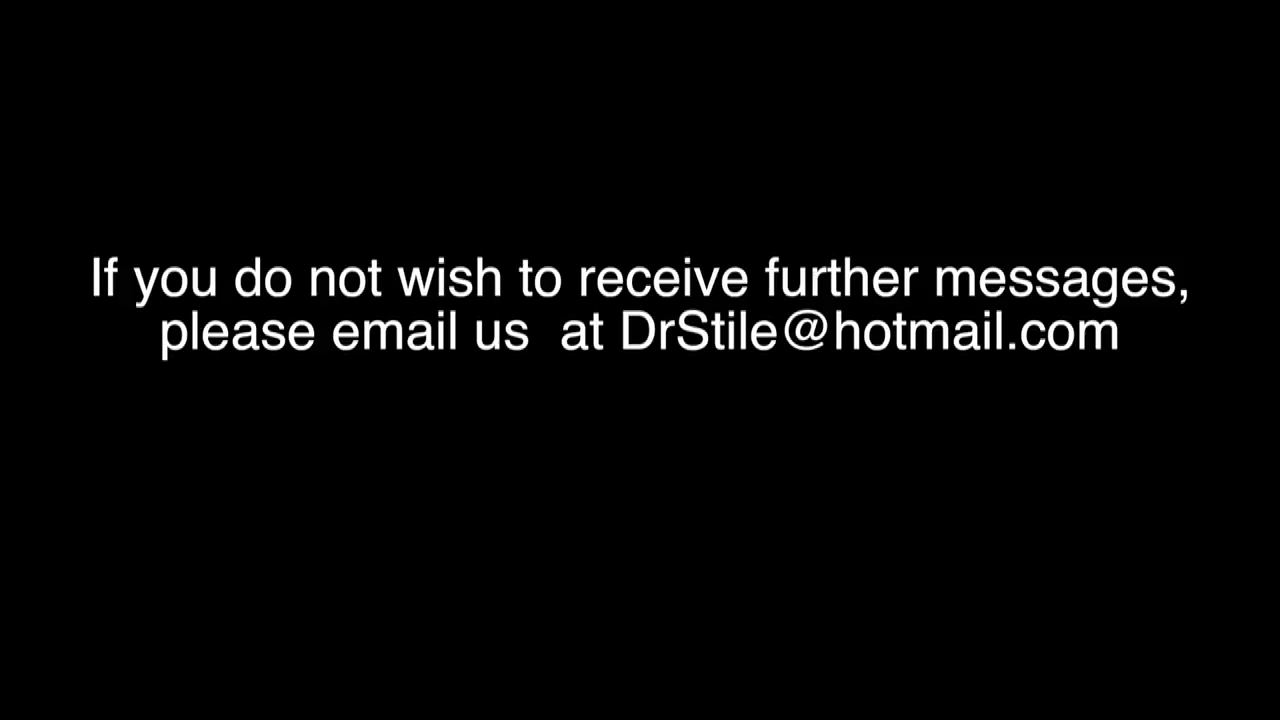 If you do not wish to receive further messages,
please email us  at DrStile@hotmail.com